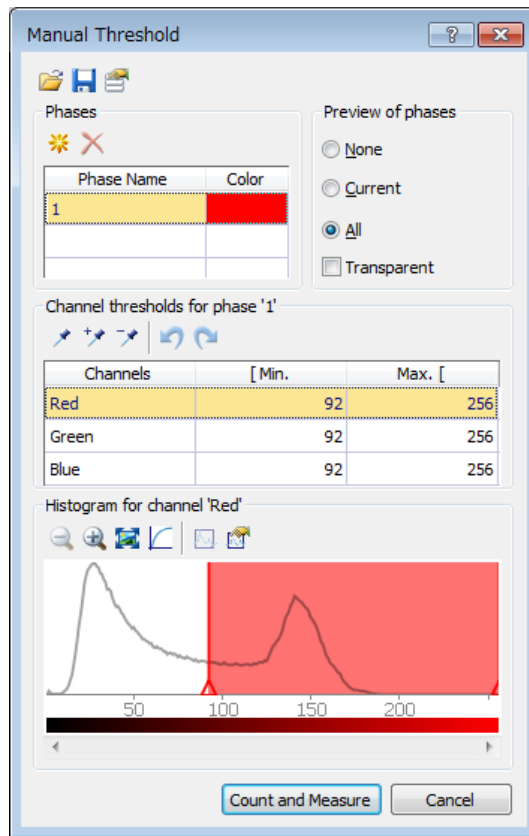 Manual Threshold
Phases
Phase Name Color
1
Preview of phases
None
Current
All
Transparent
Channel thresholds for phase '1'
Channels [ Min. Max. [
Red 92 256
Green 92 256
Blue 92 256
Histogram for channel 'Red'
50 100 150 200
Count and Measure Cancel